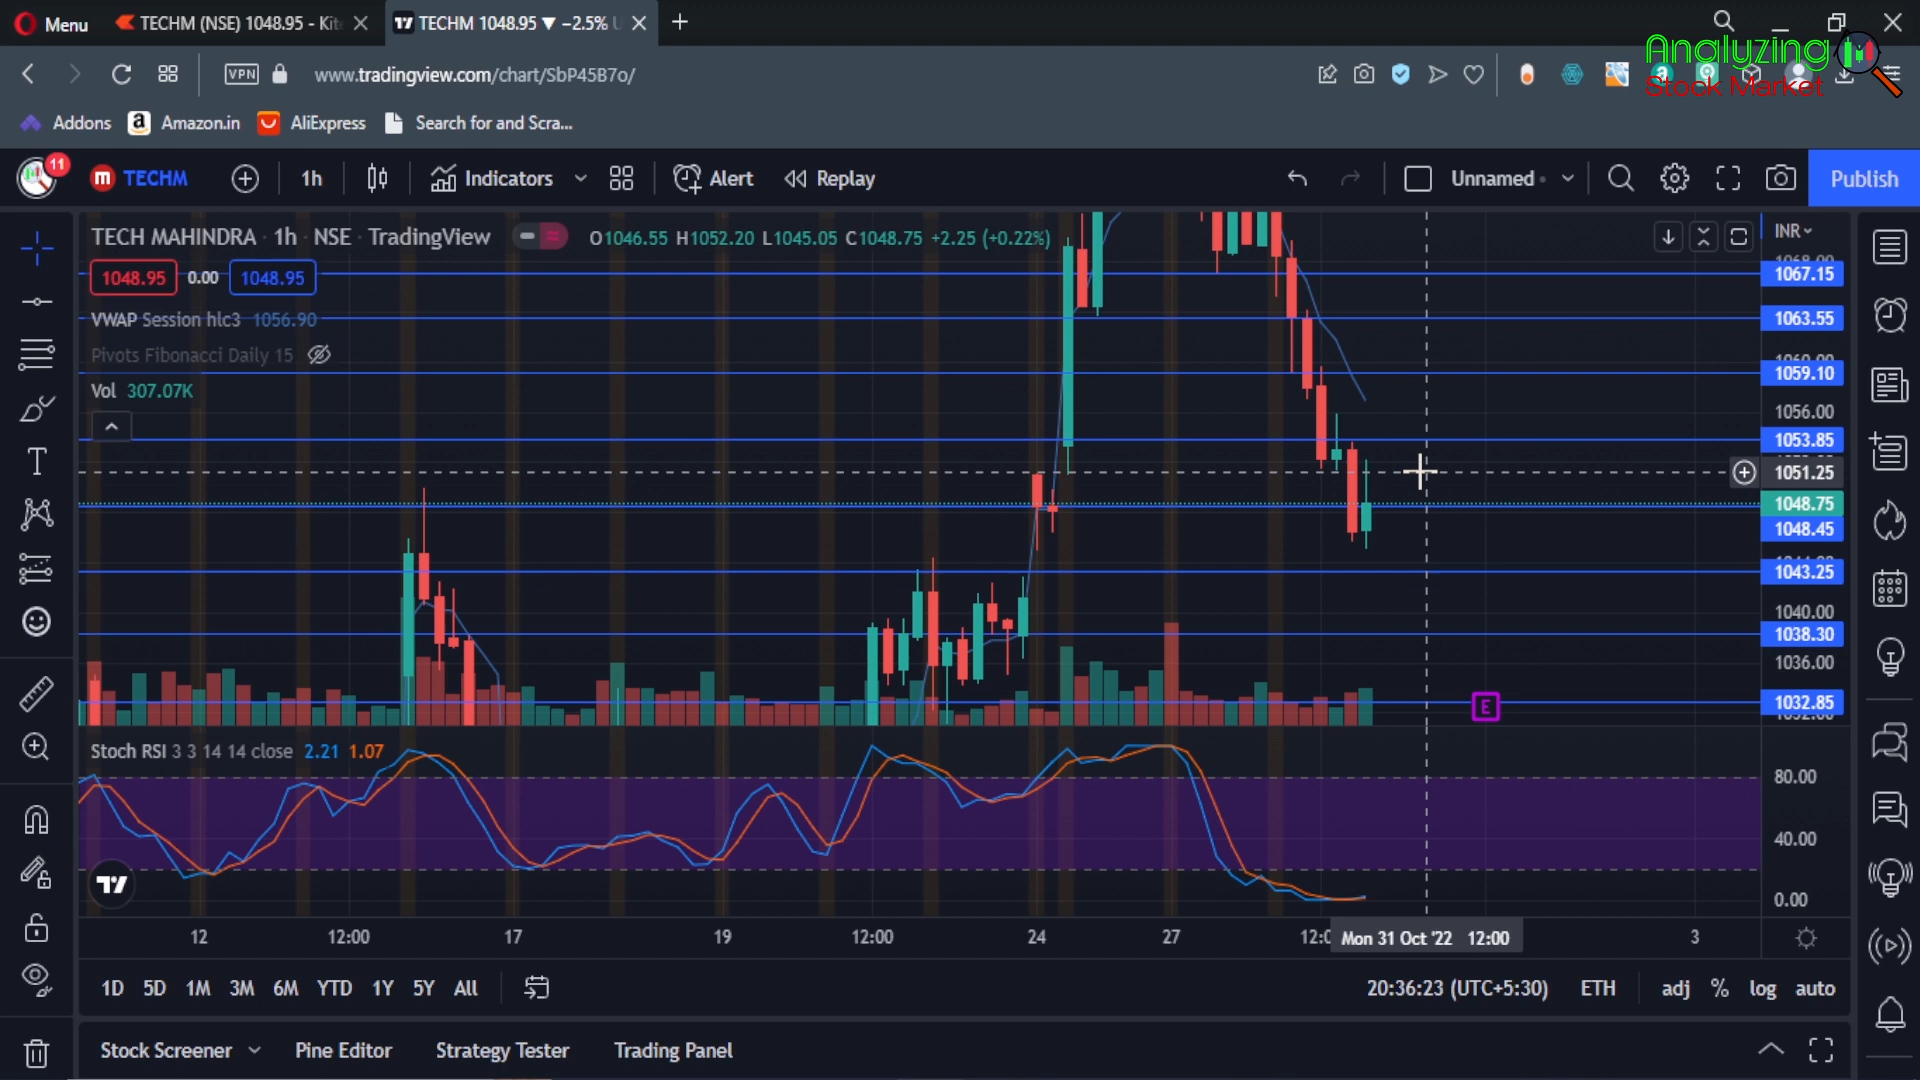 Menu
TECHM (NSE) 1048.95 - Kit
TECHM 1048.95 ▼ −2.5%
Analyzing
Stock Market
VPN
www.tradingview.com/chart/SbP45B7o/
Addons
Amazon.in
AliExpress
Search for and Scra...
11
TECHM
1h
Indicators
Alert
Replay
Unnamed
Publish
TECH MAHINDRA · 1h · NSE · TradingView
O1046.55 H1052.20 L1045.05 C1048.75 +2.25 (+0.22%)
INR
1048.95
0.00
1048.95
VWAP Session hlc3 1056.90
Pivots Fibonacci Daily 15
Vol 307.07K
1067.15
1063.55
1059.10
1056.00
1053.85
1051.25
1048.75
1048.45
1043.25
1040.00
1038.30
1036.00
1032.85
E
Stoch RSI 3 3 14 14 close 2.21 1.07
80.00
40.00
0.00
12
12:00
17
19
12:00
24
27
Mon 31 Oct '22 12:00
3
1D 5D 1M 3M 6M YTD 1Y 5Y All
20:36:23 (UTC+5:30)
ETH
adj % log auto
Stock Screener
Pine Editor
Strategy Tester
Trading Panel